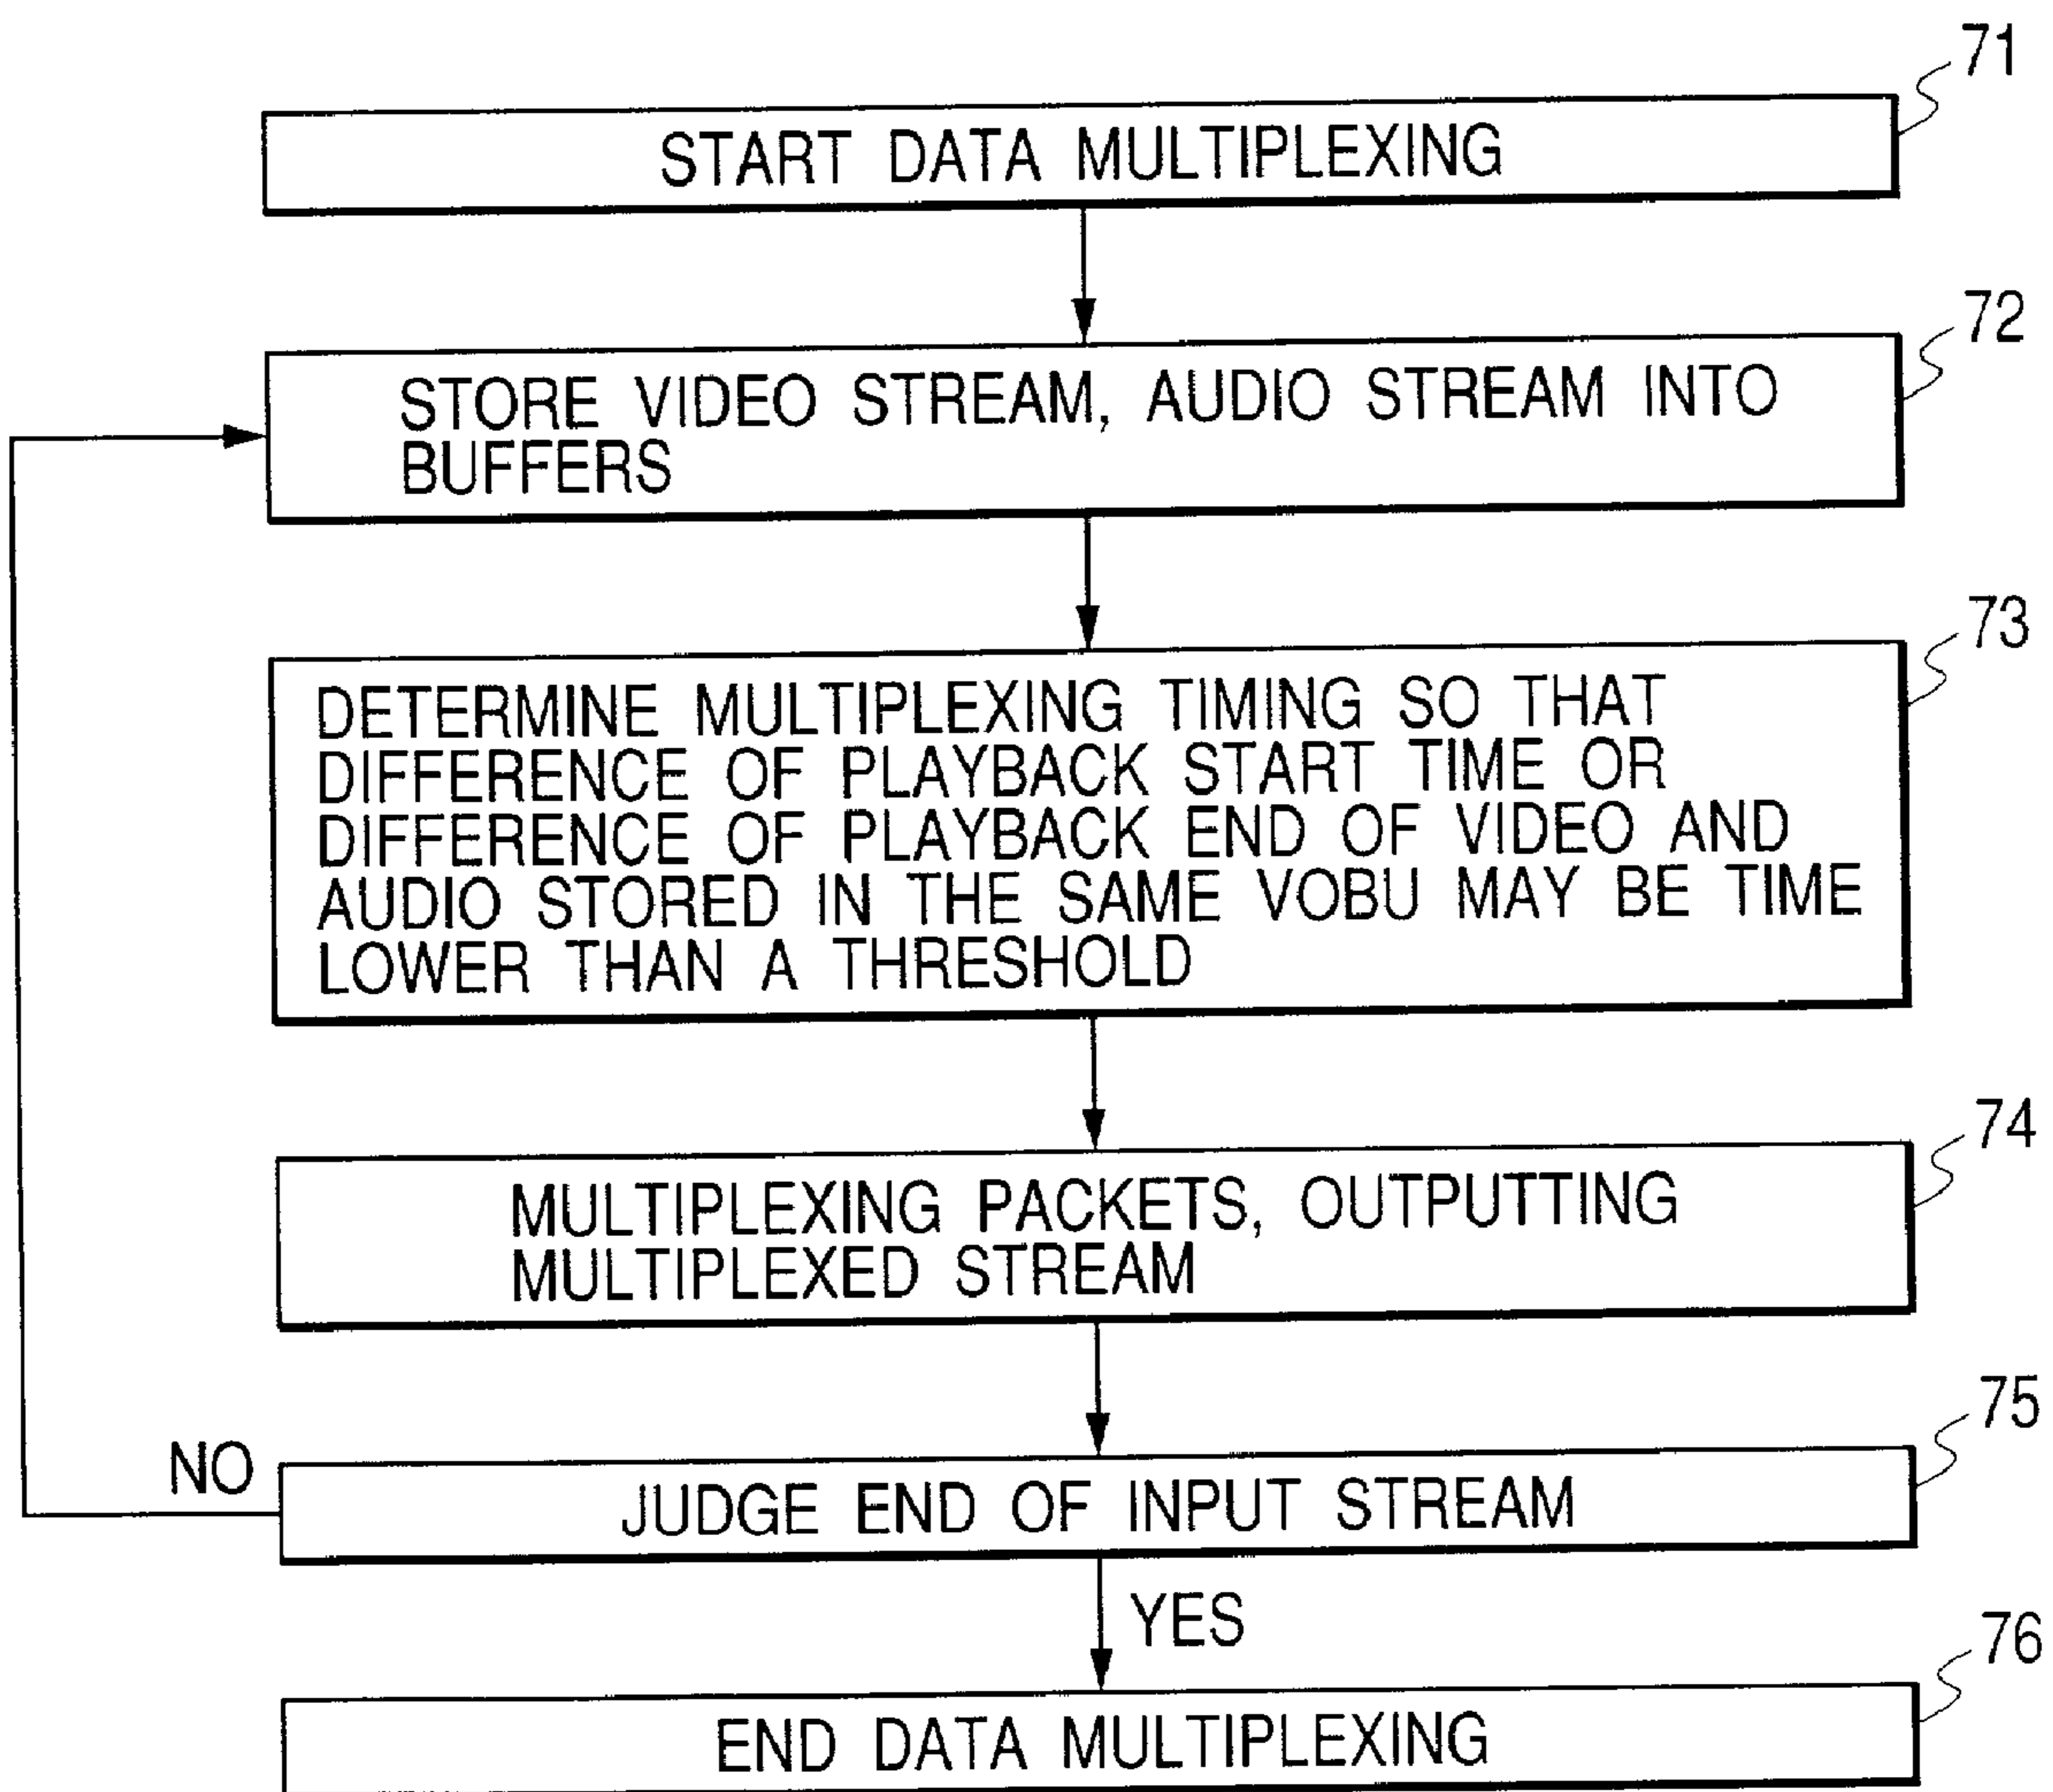 71
START DATA MULTIPLEXING
72
STORE VIDEO STREAM, AUDIO STREAM INTO
BUFFERS
73
DETERMINE MULTIPLEXING TIMING SO THAT
DIFFERENCE OF PLAYBACK START TIME OR
DIFFERENCE OF PLAYBACK END OF VIDEO AND
AUDIO STORED IN THE SAME VOBU MAY BE TIME
LOWER THAN A THRESHOLD
74
MULTIPLEXING PACKETS, OUTPUTTING
MULTIPLEXED STREAM
75
NO
JUDGE END OF INPUT STREAM
YES
76
END DATA MULTIPLEXING